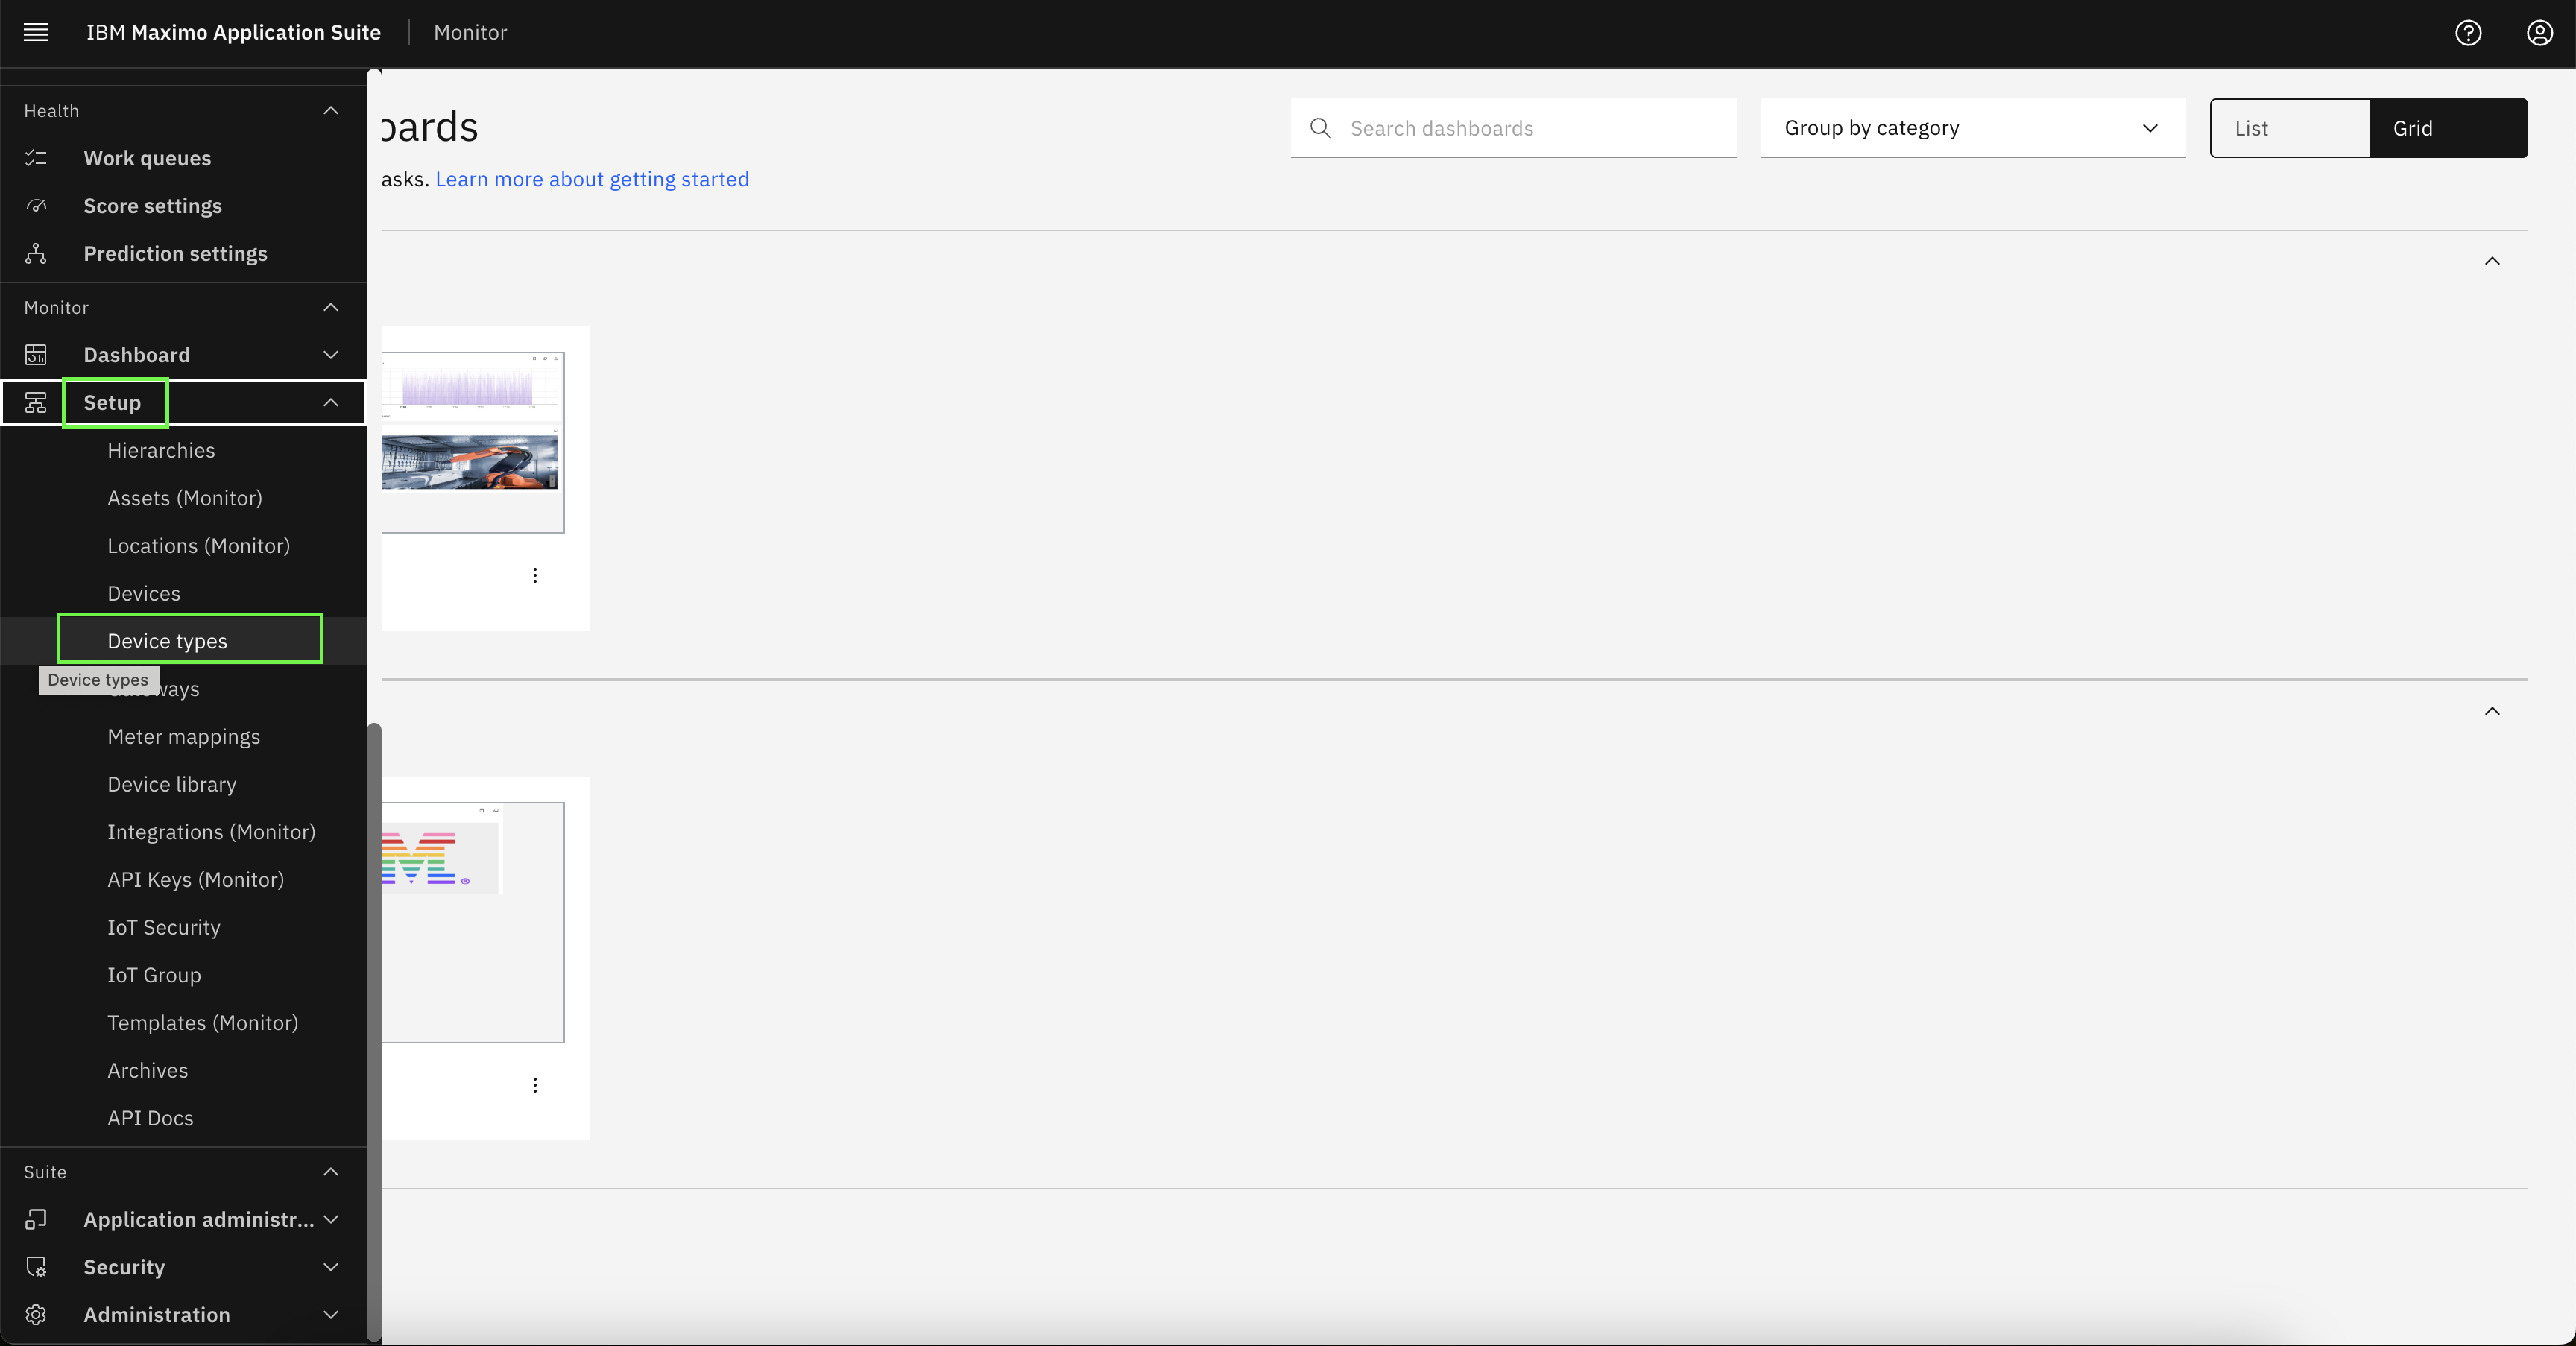 IBM Maximo Application Suite
Monitor
Health
Work queues
Score settings
Prediction settings
Monitor
Dashboard
Setup
Hierarchies
Assets (Monitor)
Locations (Monitor)
Devices
Device types
Device types
Meter mappings
Device library
Integrations (Monitor)
API Keys (Monitor)
IoT Security
IoT Group
Templates (Monitor)
Archives
API Docs
Suite
Application administr...
Security
Administration
oards
Search dashboards
Group by category
List
Grid
asks. Learn more about getting started
M®